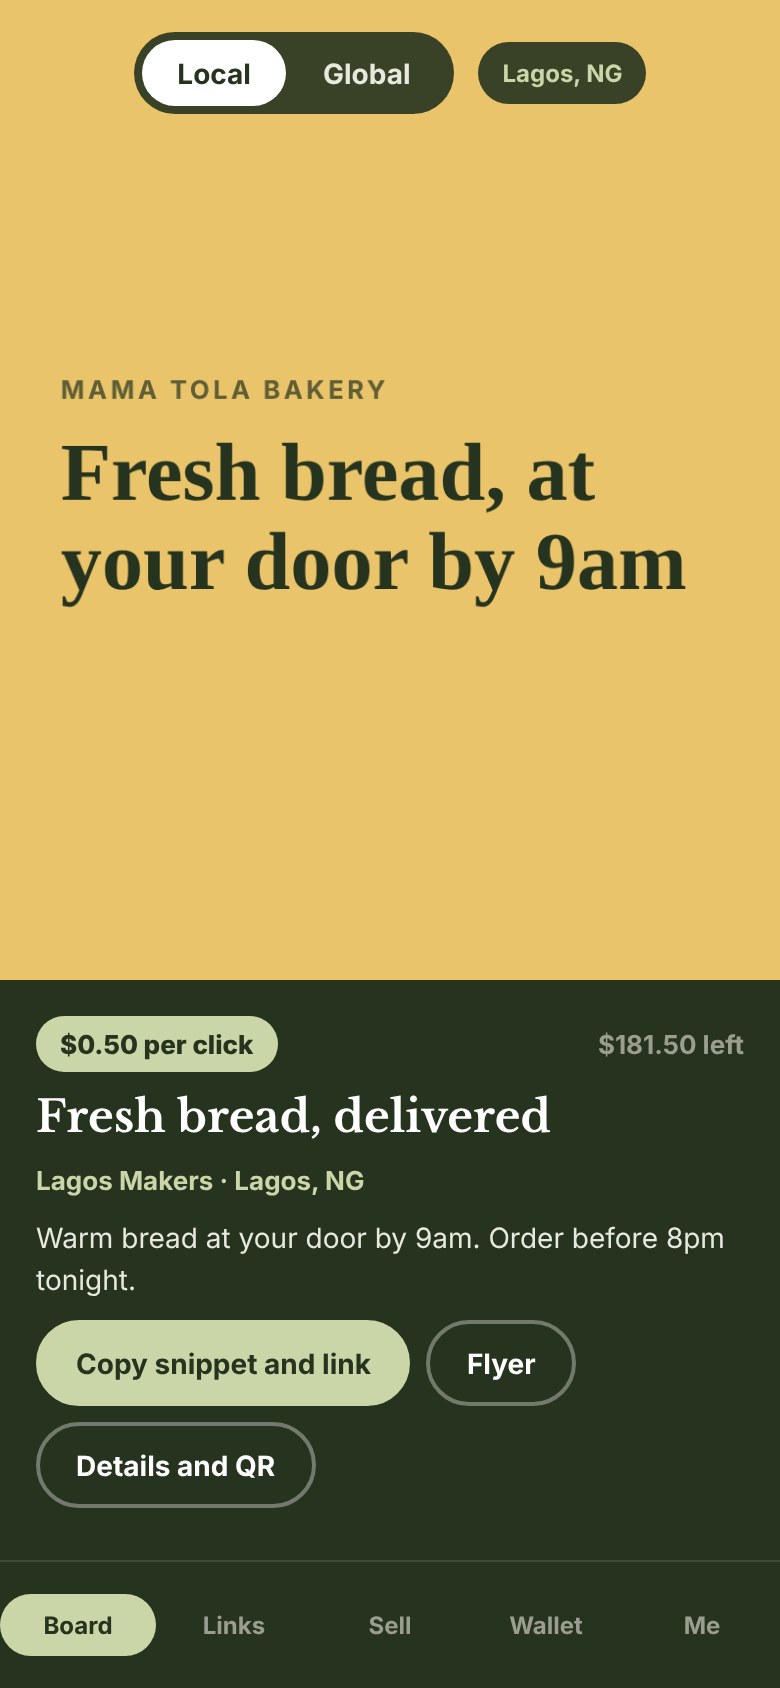 Local Global Lagos, NG
MAMA TOLA BAKERY
Fresh bread, at
your door by 9am
$0.50 per click $181.50 left
Fresh bread, delivered
Lagos Makers · Lagos, NG
Warm bread at your door by 9am. Order before 8pm
tonight.
Copy snippet and link Flyer
Details and QR
Board Links Sell Wallet Me